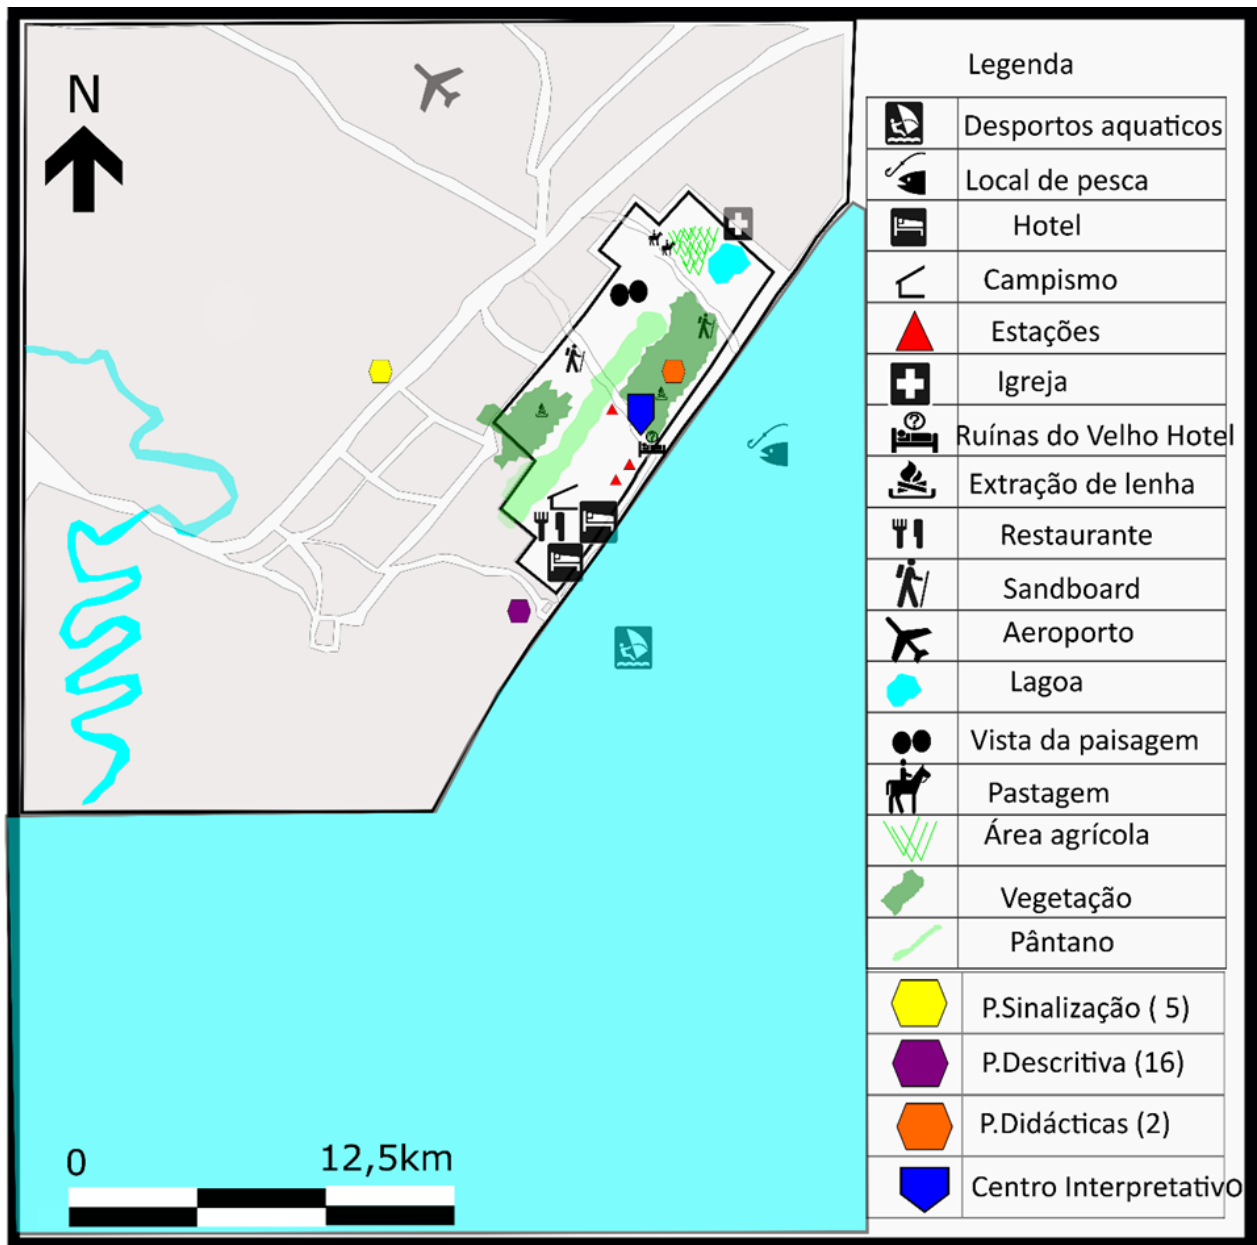 N
Legenda
Desportos aquaticos
Local de pesca
Hotel
Campismo
Estações
Igreja
Ruínas do Velho Hotel
Extração de lenha
Restaurante
Sandboard
Aeroporto
Lagoa
Vista da paisagem
Pastagem
Área agrícola
Vegetação
Pântano
P.Sinalização ( 5)
P.Descritiva (16)
P.Didácticas (2)
Centro Interpretativo
0 12,5km